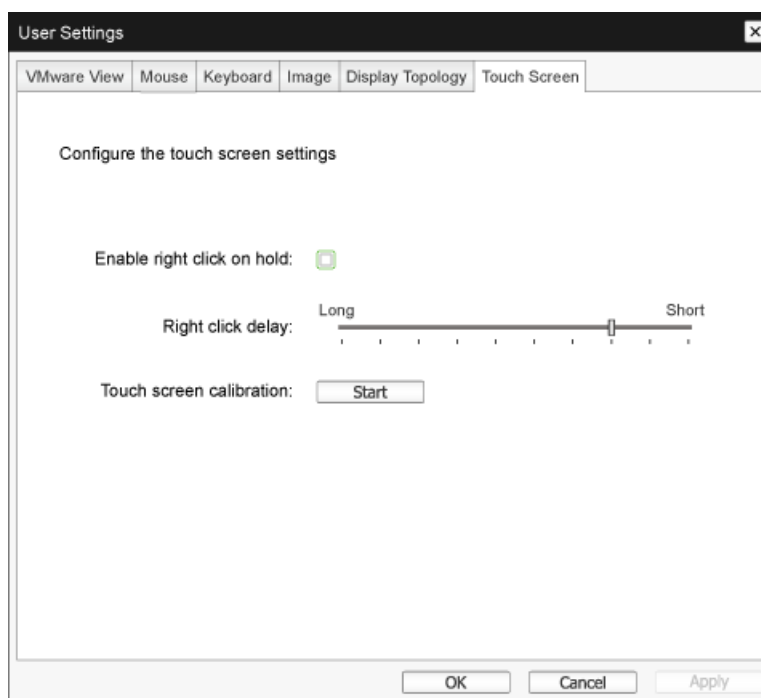 User Settings
VMware View Mouse Keyboard Image Display Topology Touch Screen
Configure the touch screen settings
Enable right click on hold:
Long Short
Right click delay:
Touch screen calibration: Start
OK Cancel Apply